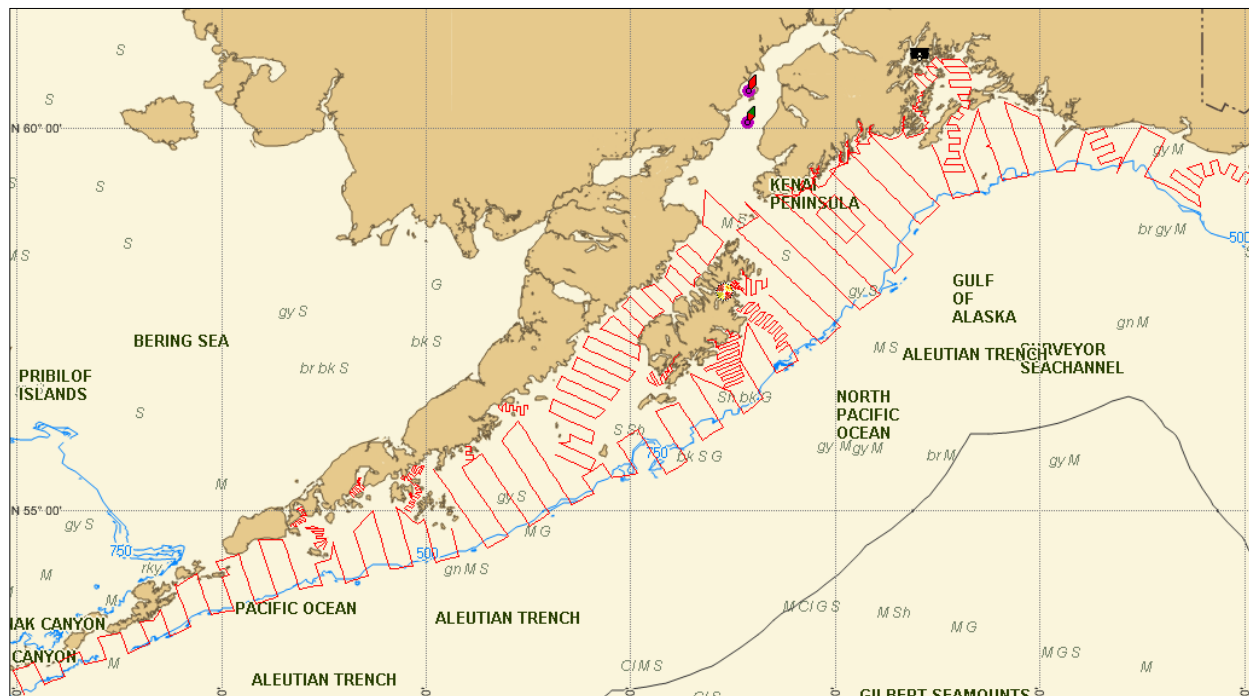 S
S
N 60° 00'
gy M
S
S
KENAI
PENINSULA
M S
br gy M
500
S
M S
S
G
GULF
OF
ALASKA
gy S
gy S
gn M
BERING SEA
bk S
M S
SURVEYOR
SEACHANNEL
ALEUTIAN TRENCH
br bk S
PRIBILOF
ISLANDS
Sh bk G
NORTH
PACIFIC
OCEAN
S
S Sh
gy M
gy M
750
bk S G
br M
gy M
M
gy S
N 55° 00'
gy S
M G
750
500
rky
gn M S
M
M
PACIFIC OCEAN
ALEUTIAN TRENCH
M Cl G S
M Sh
M G
IAK CANYON
CANYON
M
Cl M S
M G S
M
ALEUTIAN TRENCH
GILBERT SEAMOUNTS